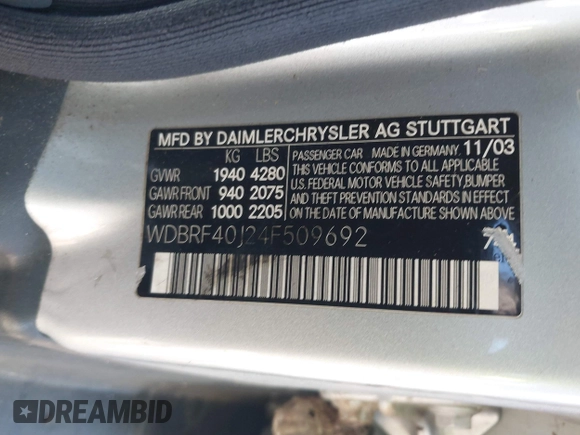 MFD BY DAIMLERCHRYSLER AG STUTTGART
KG LBS
GVWR 1940 4280
GAWR FRONT 940 2075
GAWR REAR 1000 2205
PASSENGER CAR MADE IN GERMANY 11/03
THIS VEHICLE CONFORMS TO ALL APPLICABLE
U.S. FEDERAL MOTOR VEHICLE SAFETY, BUMPER
AND THEFT PREVENTION STANDARDS IN EFFECT
ON THE DATE OF MANUFACTURE SHOWN ABOVE.
WDBRF40J24F509692
DREAMBID